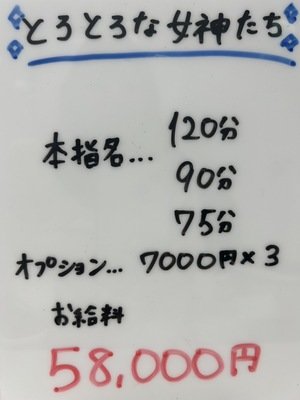 とろとろな女神たち
本指名... 120分
90分
75分
オプション... 7000円×3
お給料
58,000円